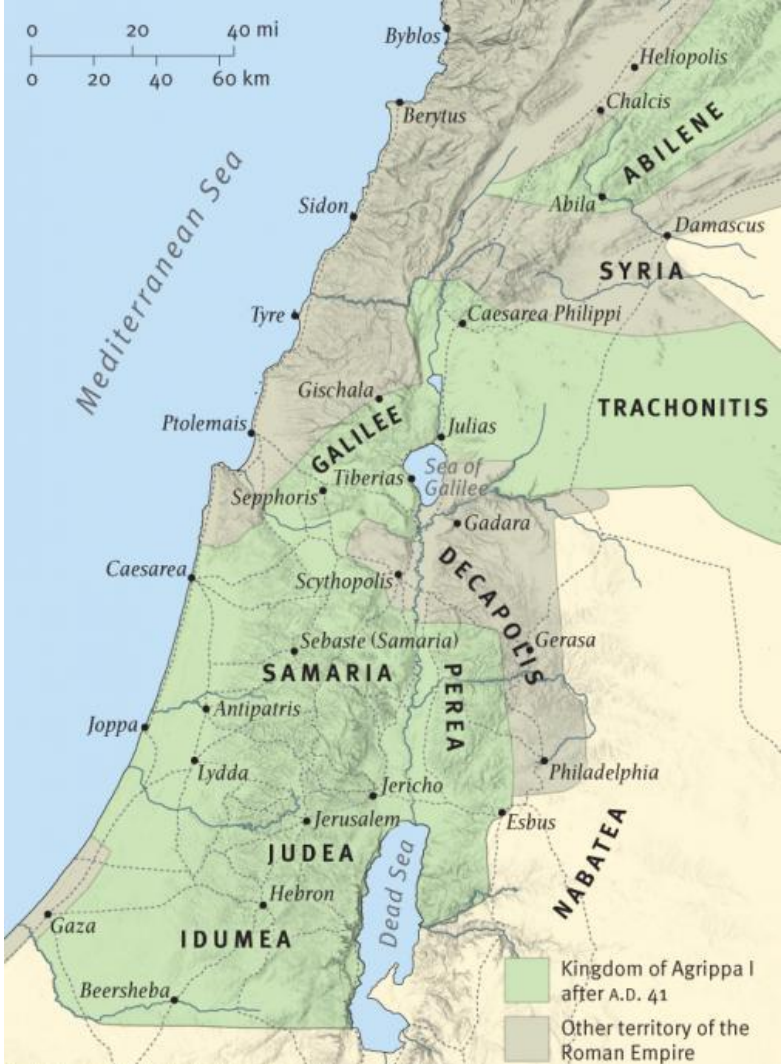 0 20 40 mi
0 20 40 60 km
Byblos
Heliopolis
Chalcis
Berytus
ABILENE
Mediterranean Sea
Sidon
Abila
Damascus
SYRIA
Tyre
Caesarea Philippi
Gischala
TRACHONITIS
Ptolemais
GALILEE
Julias
Tiberias
Sea of
Galilee
Sepphoris
Gadara
Caesarea
Scythopolis
DECAPOLIS
Sebaste (Samaria)
Gerasa
SAMARIA
PEREA
Antipatris
Joppa
Lydda
Philadelphia
Jericho
Jerusalem
Esbus
JUDEA
NABATEA
Dead Sea
Hebron
Gaza
IDUMEA
Beersheba
Kingdom of Agrippa I
after A.D. 41
Other territory of the
Roman Empire